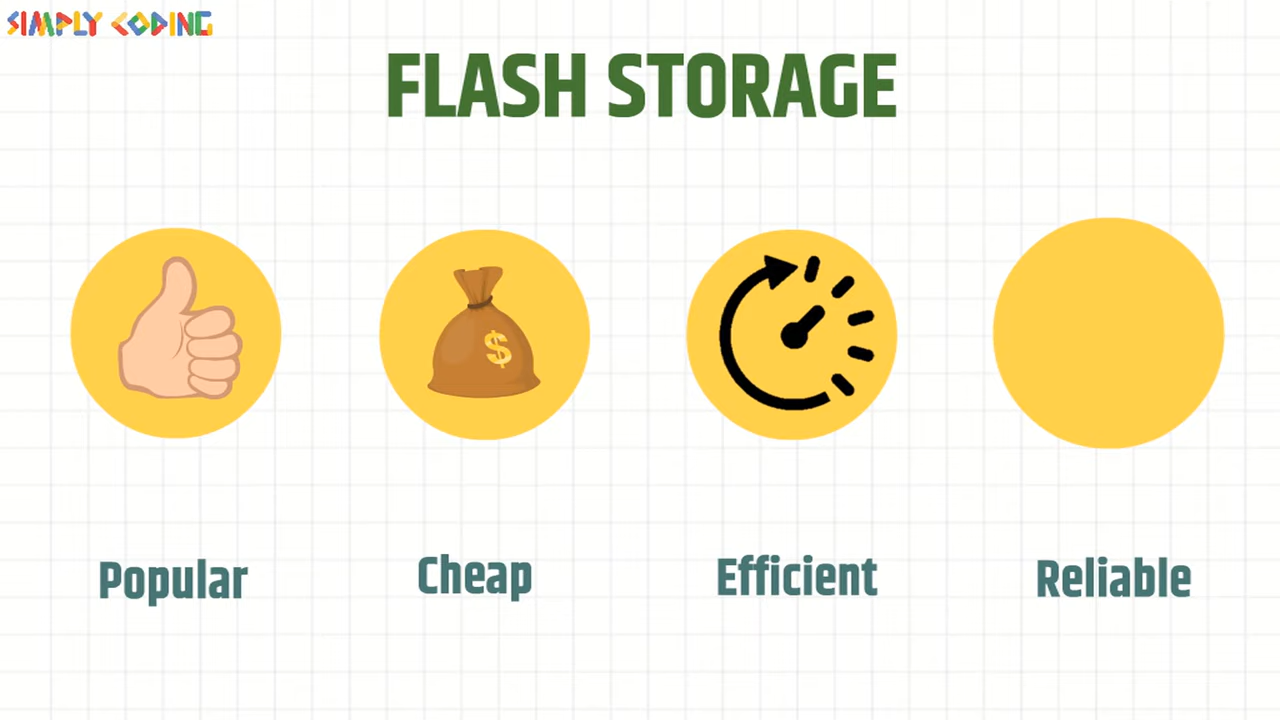 SIMPLY CODING
FLASH STORAGE
$
Popular
Cheap
Efficient
Reliable